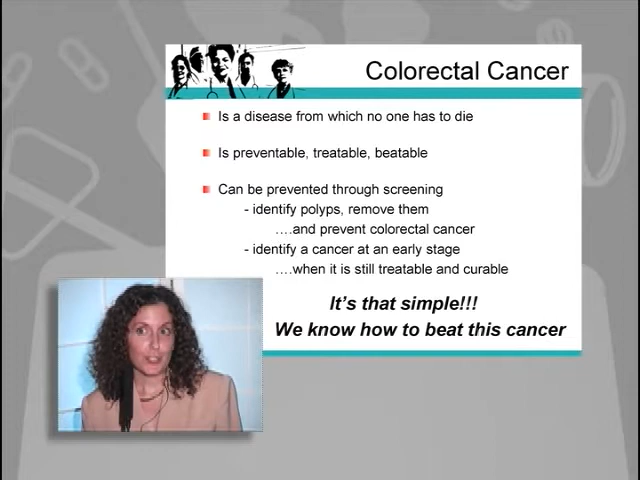 Colorectal Cancer
Is a disease from which no one has to die
Is preventable, treatable, beatable
Can be prevented through screening
- identify polyps, remove them
….and prevent colorectal cancer
- identify a cancer at an early stage
….when it is still treatable and curable
It's that simple!!!
We know how to beat this cancer